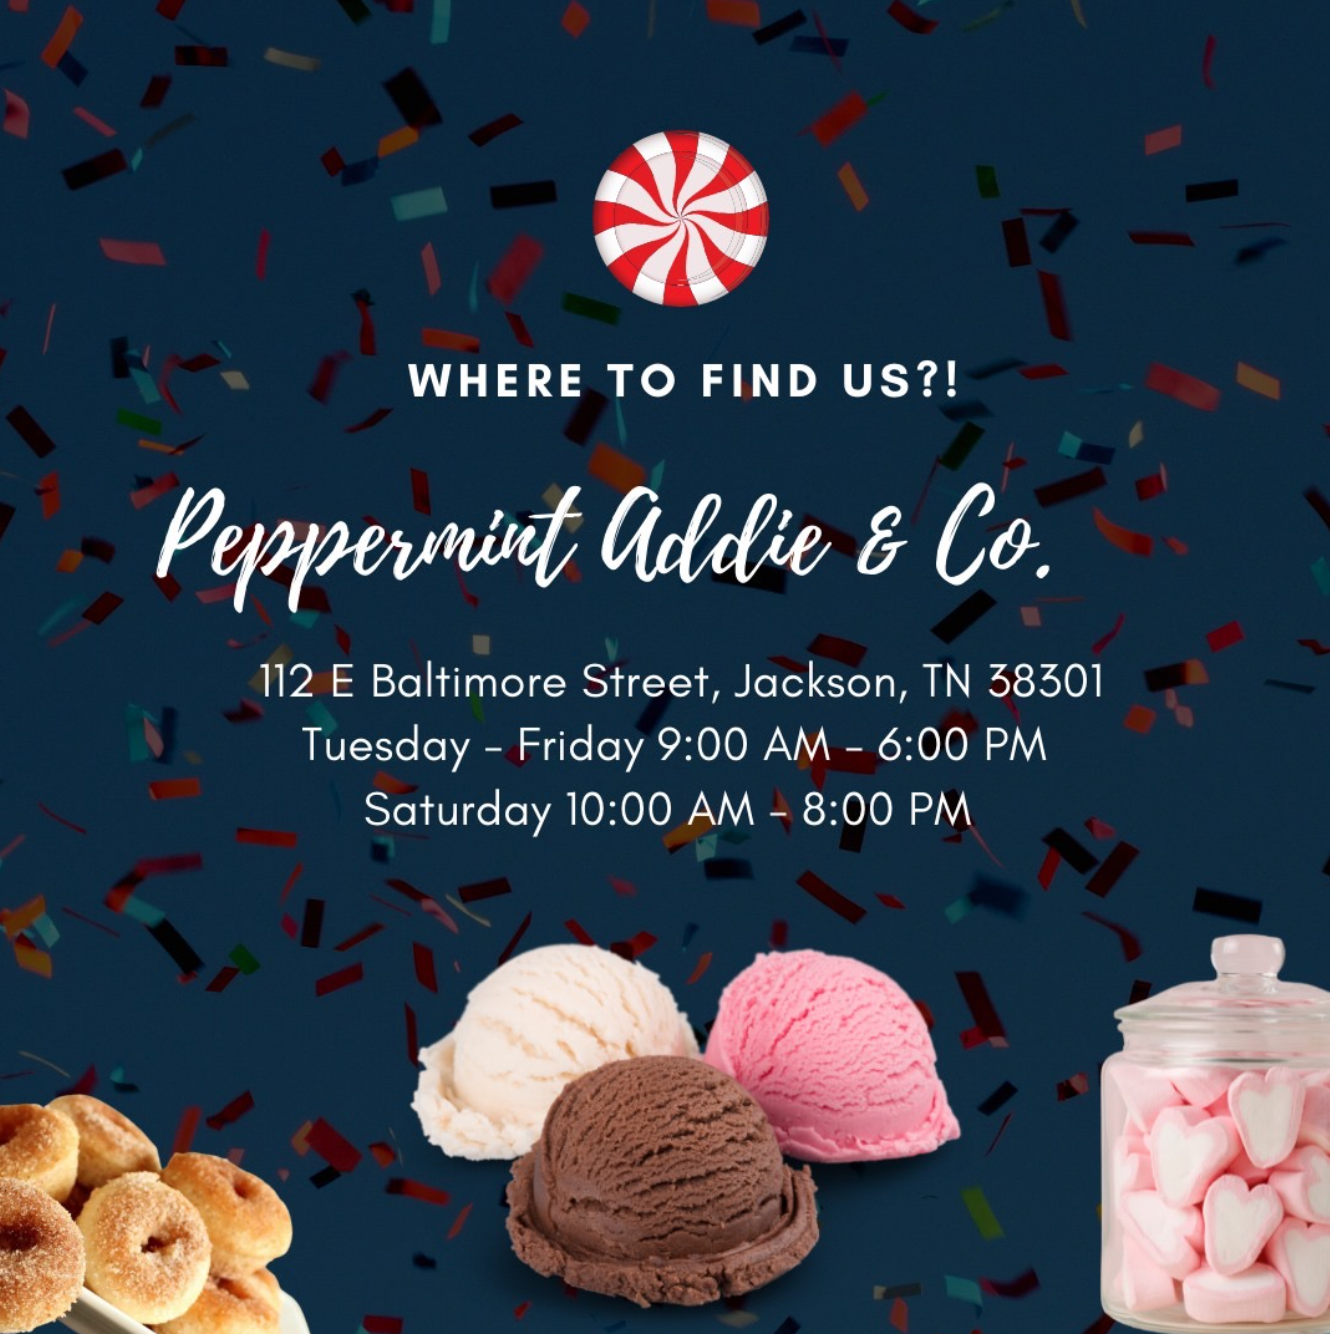 WHERE TO FIND US?!
Peppermint Addie & Co.
112 E Baltimore Street, Jackson, TN 38301
Tuesday - Friday 9:00 AM - 6:00 PM
Saturday 10:00 AM - 8:00 PM